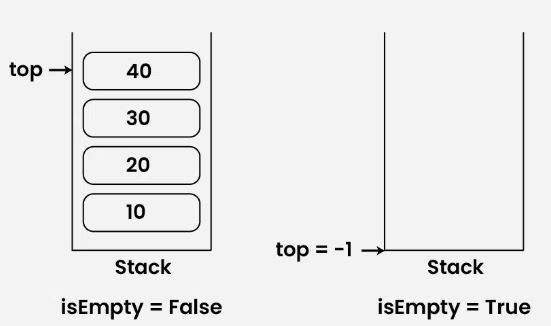 top
40
30
20
10
Stack
isEmpty = False
top = -1
Stack
isEmpty = True